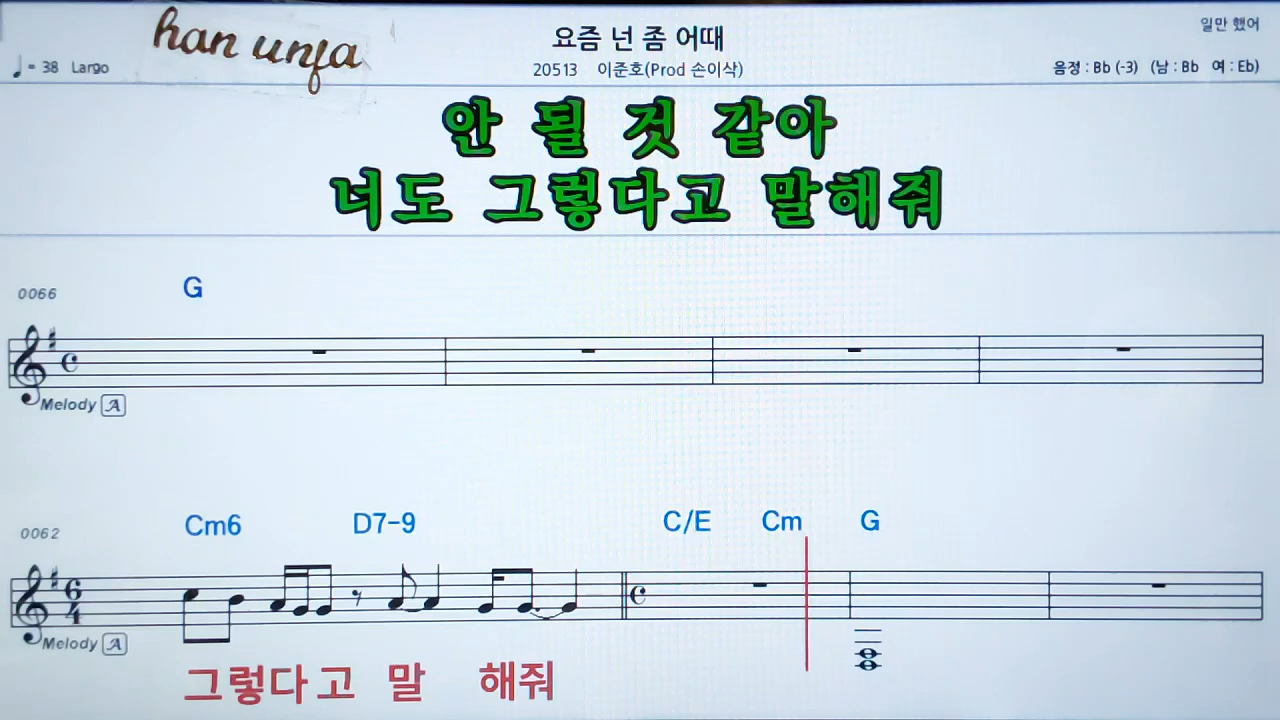 han unfa
요즘 넌 좀 어때
일만 했어
♩= 38 Largo
20513 이준호(Prod 손이삭)
음정 : Bb (-3) (남 : Bb 여 : Eb)
안 될 것 같아
너도 그렇다고 말해줘
0066
G
Melody A
0062
Cm6 D7-9 C/E Cm G
6
4
Melody A
그렇다고 말 해줘